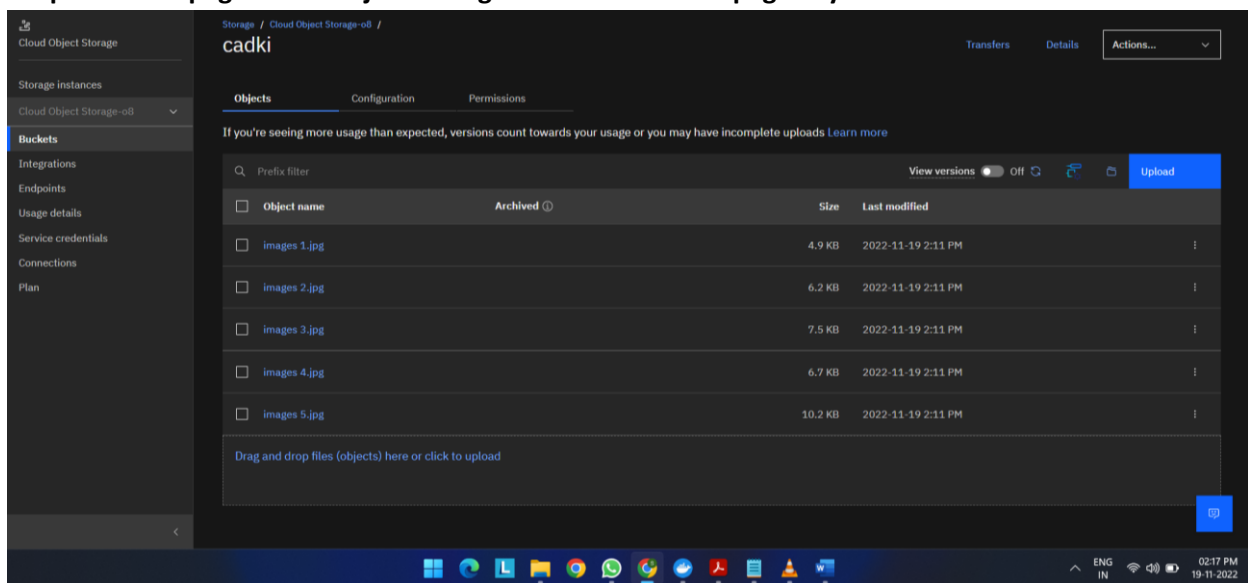 Cloud Object Storage
Storage instances
Cloud Object Storage-o8
Buckets
Integrations
Endpoints
Usage details
Service credentials
Connections
Plan
Storage / Cloud Object Storage-o8 /
cadki
Transfers Details Actions...
Objects Configuration Permissions
If you're seeing more usage than expected, versions count towards your usage or you may have incomplete uploads Learn more
Prefix filter View versions Off Upload
Object name Archived Size Last modified
images 1.jpg 4.9 KB 2022-11-19 2:11 PM
images 2.jpg 6.2 KB 2022-11-19 2:11 PM
images 3.jpg 7.5 KB 2022-11-19 2:11 PM
images 4.jpg 6.7 KB 2022-11-19 2:11 PM
images 5.jpg 10.2 KB 2022-11-19 2:11 PM
Drag and drop files (objects) here or click to upload
ENG 02:17 PM
IN 19-11-2022